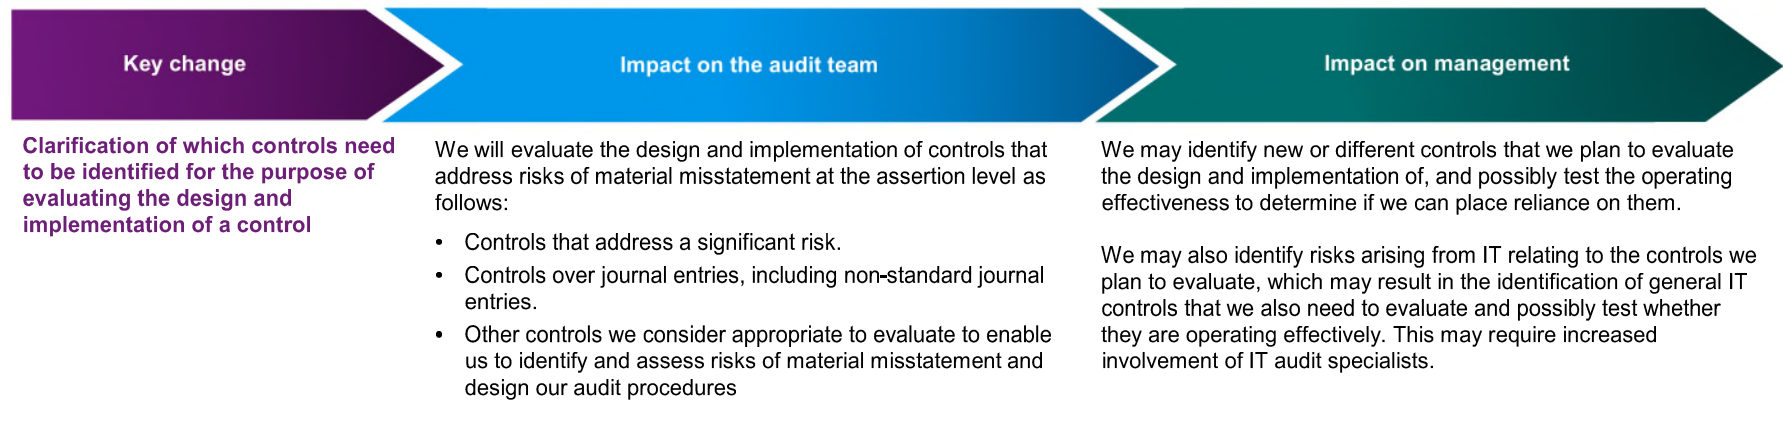 Key change
Impact on the audit team
Impact on management
Clarification of which controls need
to be identified for the purpose of
evaluating the design and
implementation of a control
We will evaluate the design and implementation of controls that
address risks of material misstatement at the assertion level as
follows:
• Controls that address a significant risk.
• Controls over journal entries, including non-standard journal
entries.
• Other controls we consider appropriate to evaluate to enable
us to identify and assess risks of material misstatement and
design our audit procedures
We may identify new or different controls that we plan to evaluate
the design and implementation of, and possibly test the operating
effectiveness to determine if we can place reliance on them.
We may also identify risks arising from IT relating to the controls we
plan to evaluate, which may result in the identification of general IT
controls that we also need to evaluate and possibly test whether
they are operating effectively. This may require increased
involvement of IT audit specialists.